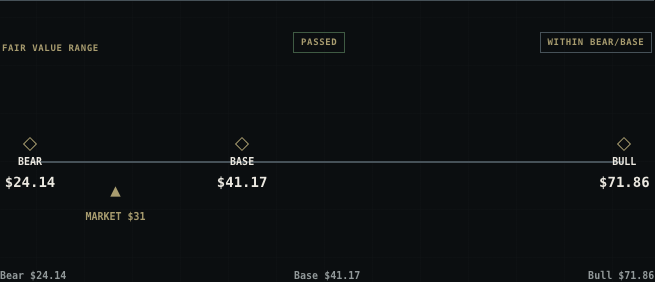 FAIR VALUE RANGE
PASSED
WITHIN BEAR/BASE
BEAR
BASE
BULL
$24.14
$41.17
$71.86
MARKET $31
Bear $24.14
Base $41.17
Bull $71.86